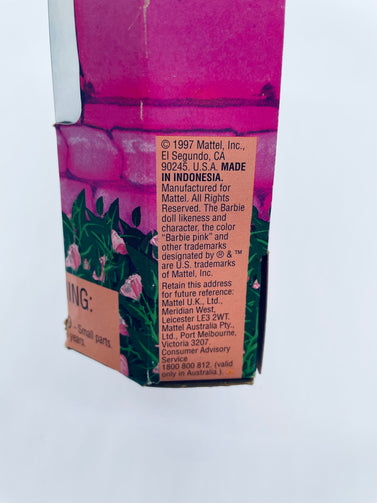 © 1997 Mattel, Inc.,
El Segundo, CA
90245. U.S.A. MADE
IN INDONESIA.
Manufactured for
Mattel. All Rights
Reserved. The Barbie
doll likeness and
character, the color
"Barbie pink" and
other trademarks
designated by ® & ™
are U.S. trademarks
of Mattel, Inc.
Retain this address
for future reference:
Mattel U.K., Ltd.,
Meridian West,
Leicester LE3 2WT.
Mattel Australia Pty.,
Ltd., Port Melbourne,
Victoria 3207.
Consumer Advisory
Service
1800 800 812. (valid
only in Australia.)
ING:
– Small parts.
years.